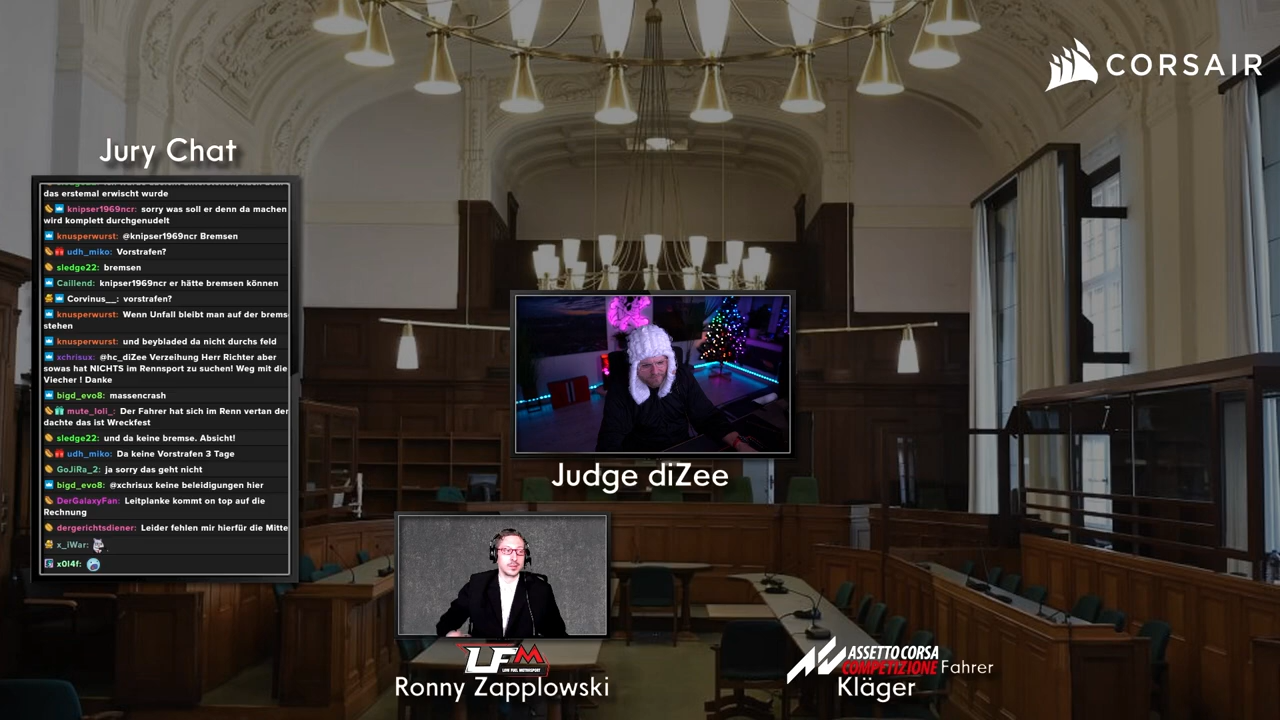 CORSAIR
Jury Chat
das erstemal erwischt wurde
knipser1969ncr: sorry was soll er denn da machen
wird komplett durchgenudelt
knusperwurst: @knipser1969ncr Bremsen
udh_miko: Vorstrafen?
sledge22: bremsen
Caillend: knipser1969ncr er hätte bremsen können
Corvinus__: vorstrafen?
knusperwurst: Wenn Unfall bleibt man auf der brems
stehen
knusperwurst: und beybladed da nicht durchs feld
xchrisux: @hc_diZee Verzeihung Herr Richter aber
sowas hat NICHTS im Rennsport zu suchen! Weg mit die
Viecher ! Danke
bigd_evo8: massencrash
mute_loli_: Der Fahrer hat sich im Renn vertan der
dachte das ist Wreckfest
sledge22: und da keine bremse. Absicht!
udh_miko: Da keine Vorstrafen 3 Tage
GoJiRa_2: ja sorry das geht nicht
bigd_evo8: @xchrisux keine beleidigungen hier
DerGalaxyFan: Leitplanke kommt on top auf die
Rechnung
dergerichtsdiener: Leider fehlen mir hierfür die Mitte
x_iWar:
x0l4f:
Judge diZee
LFM
LOW FUEL MOTORSPORT
Ronny Zapplowski
ASSETTO CORSA
COMPETIZIONE Fahrer
Kläger